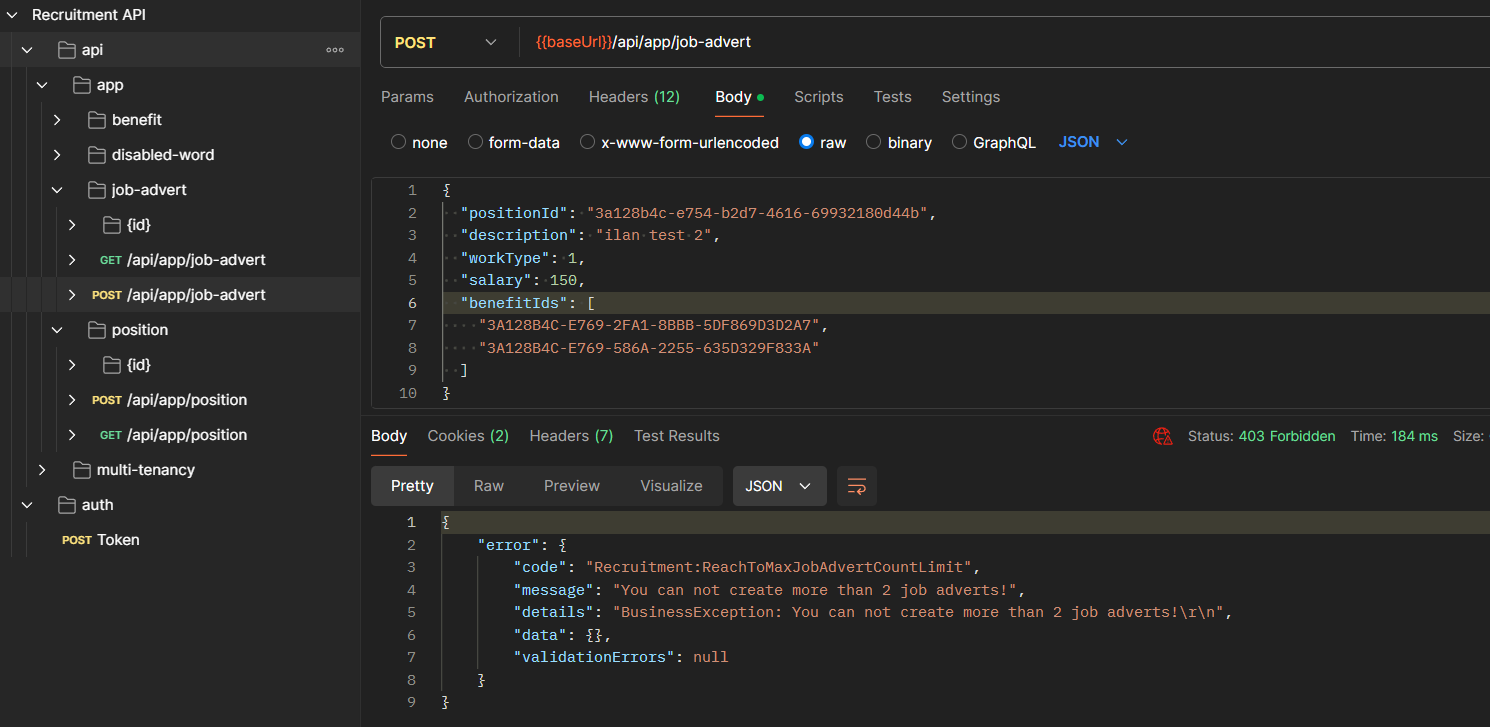 Recruitment API
api
app
benefit
disabled-word
job-advert
{id}
GET /api/app/job-advert
POST /api/app/job-advert
position
{id}
POST /api/app/position
GET /api/app/position
multi-tenancy
auth
POST Token
POST {{baseUrl}}/api/app/job-advert
Params Authorization Headers (12) Body Scripts Tests Settings
none form-data x-www-form-urlencoded raw binary GraphQL JSON
1 {
2 "positionId": "3a128b4c-e754-b2d7-4616-69932180d44b",
3 "description": "ilan test 2",
4 "workType": 1,
5 "salary": 150,
6 "benefitIds": [
7 "3A128B4C-E769-2FA1-8BBB-5DF869D3D2A7",
8 "3A128B4C-E769-586A-2255-635D329F833A"
9 ]
10 }
Body Cookies (2) Headers (7) Test Results Status: 403 Forbidden Time: 184 ms Size:
Pretty Raw Preview Visualize JSON
1 {
2 "error": {
3 "code": "Recruitment:ReachToMaxJobAdvertCountLimit",
4 "message": "You can not create more than 2 job adverts!",
5 "details": "BusinessException: You can not create more than 2 job adverts!\r\n",
6 "data": {},
7 "validationErrors": null
8 }
9 }